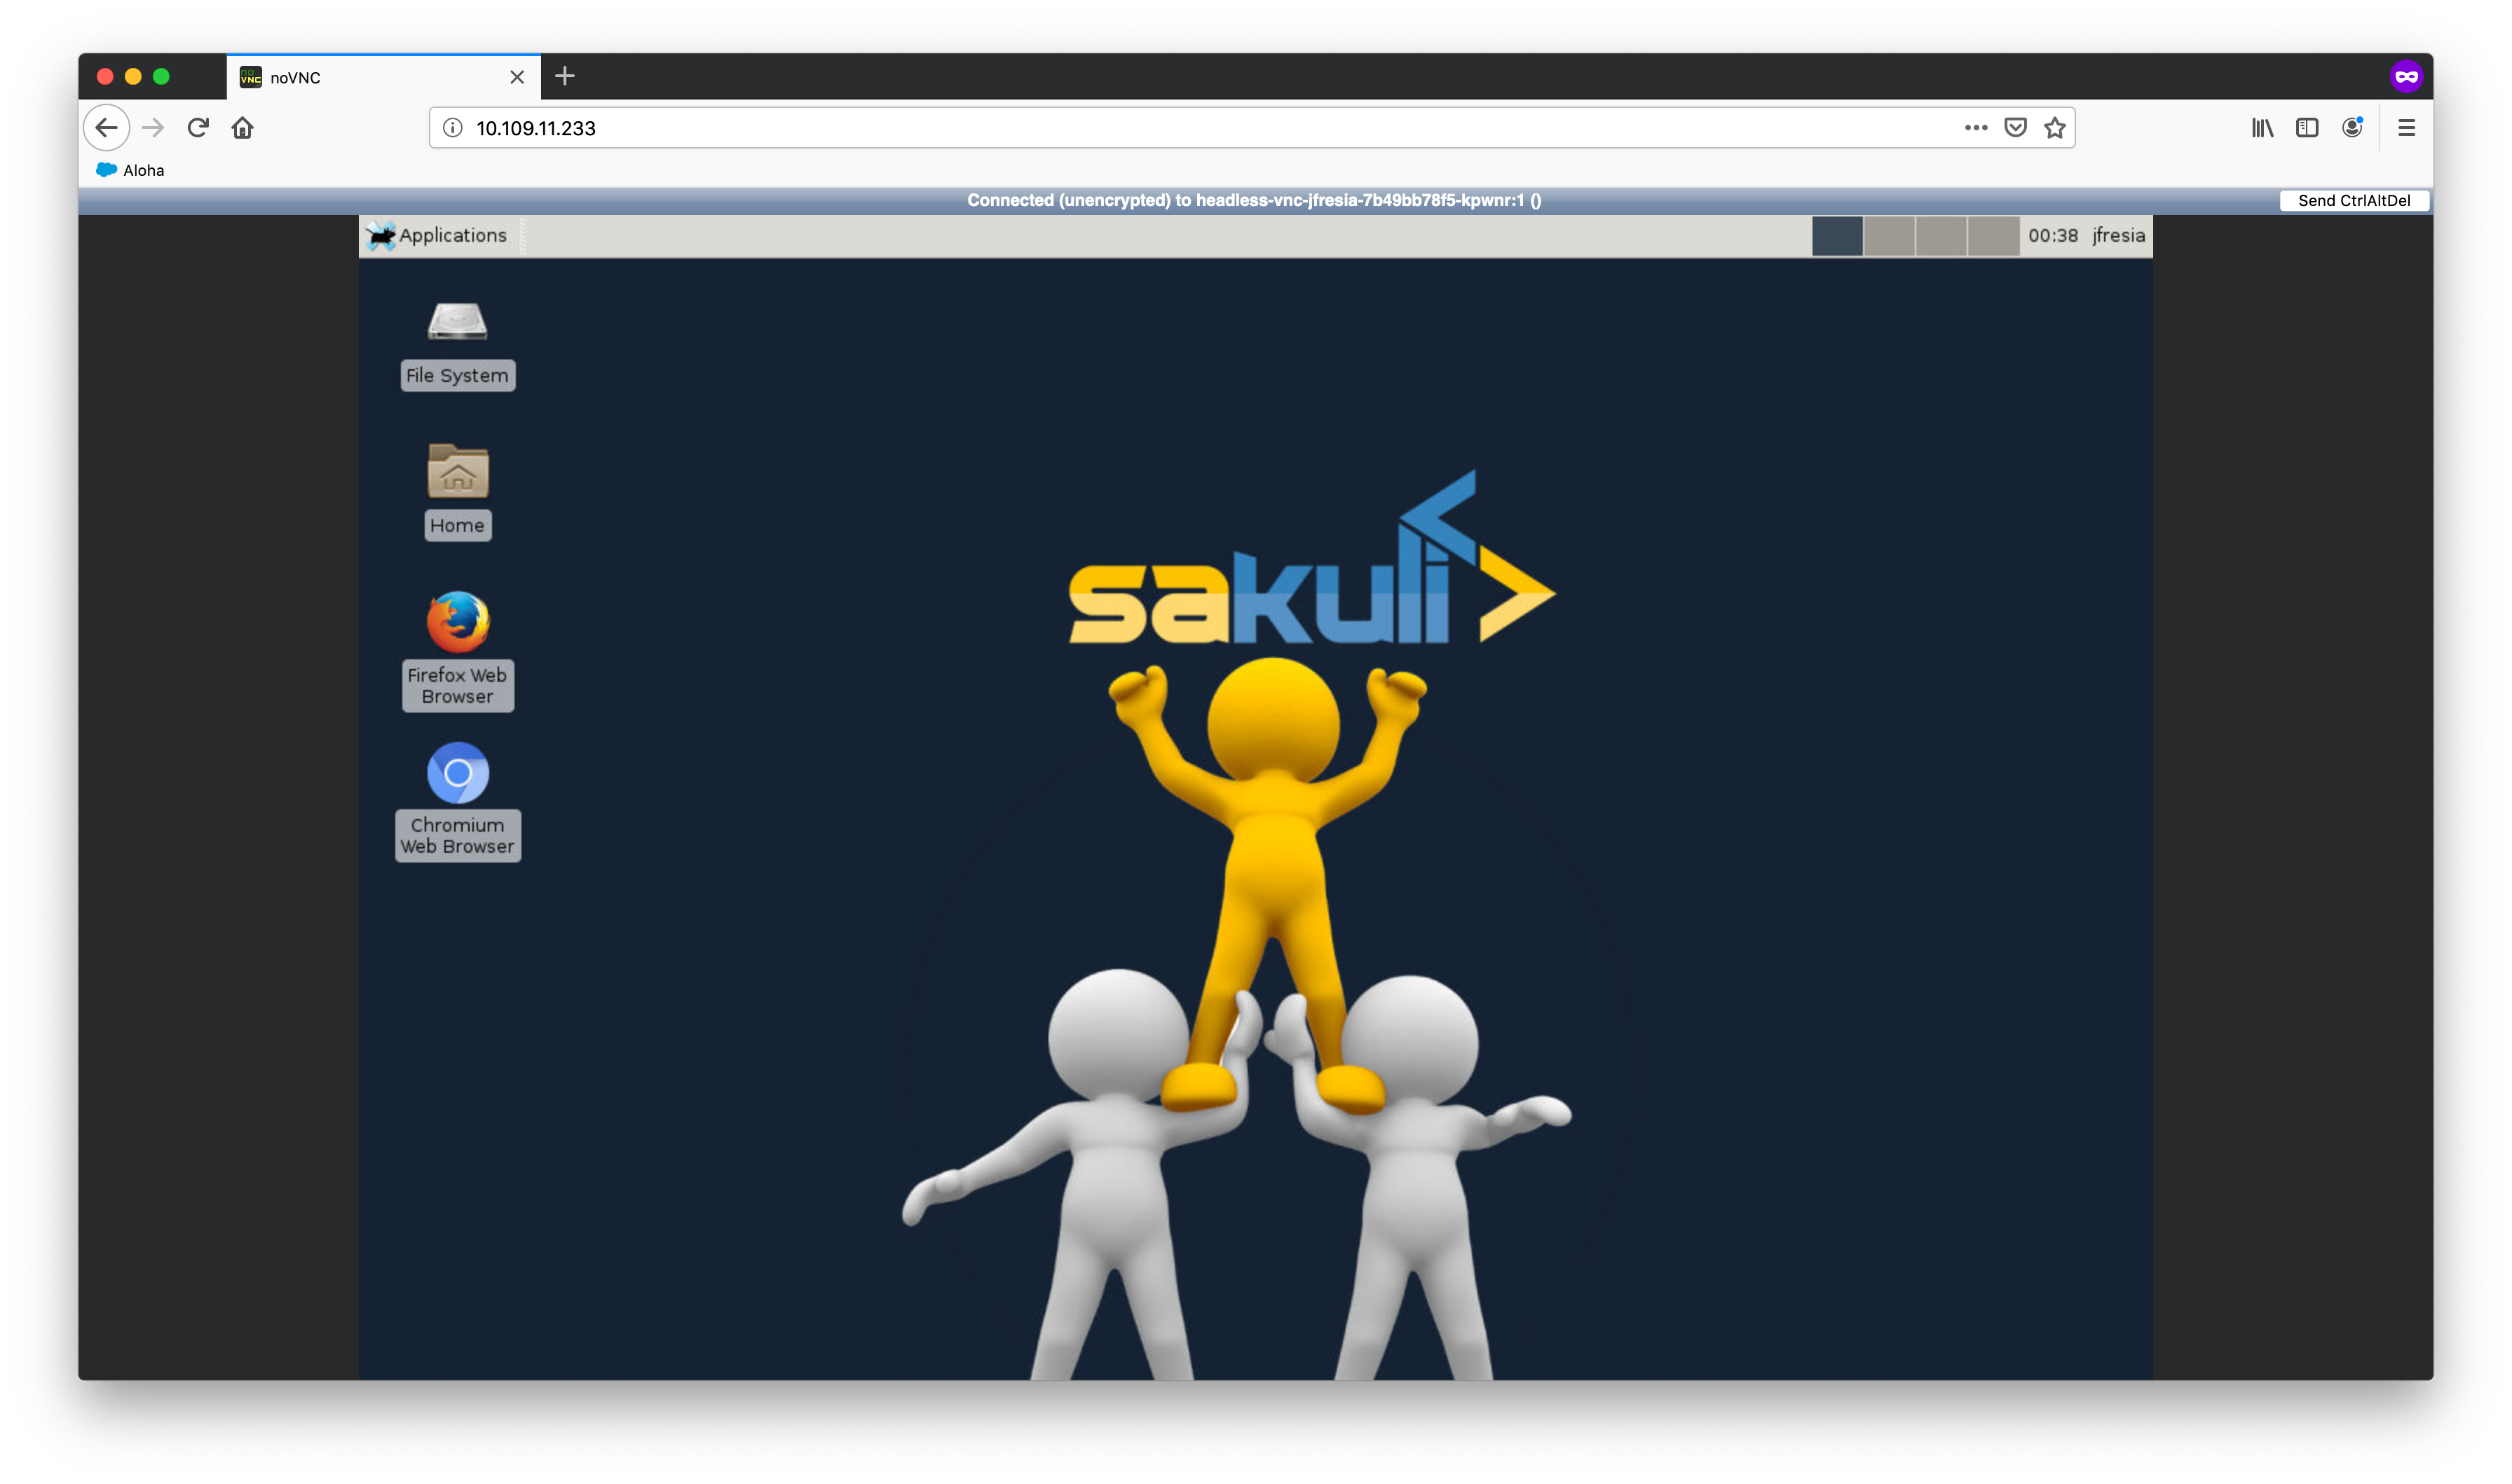 noVNC
10.109.11.233
Aloha
Connected (unencrypted) to headless-vnc-jfresia-7b49bb78f5-kpwnr:1 ()
Send CtrlAltDel
Applications
00:38 jfresia
File System
Home
Firefox Web
Browser
Chromium
Web Browser
sakuli